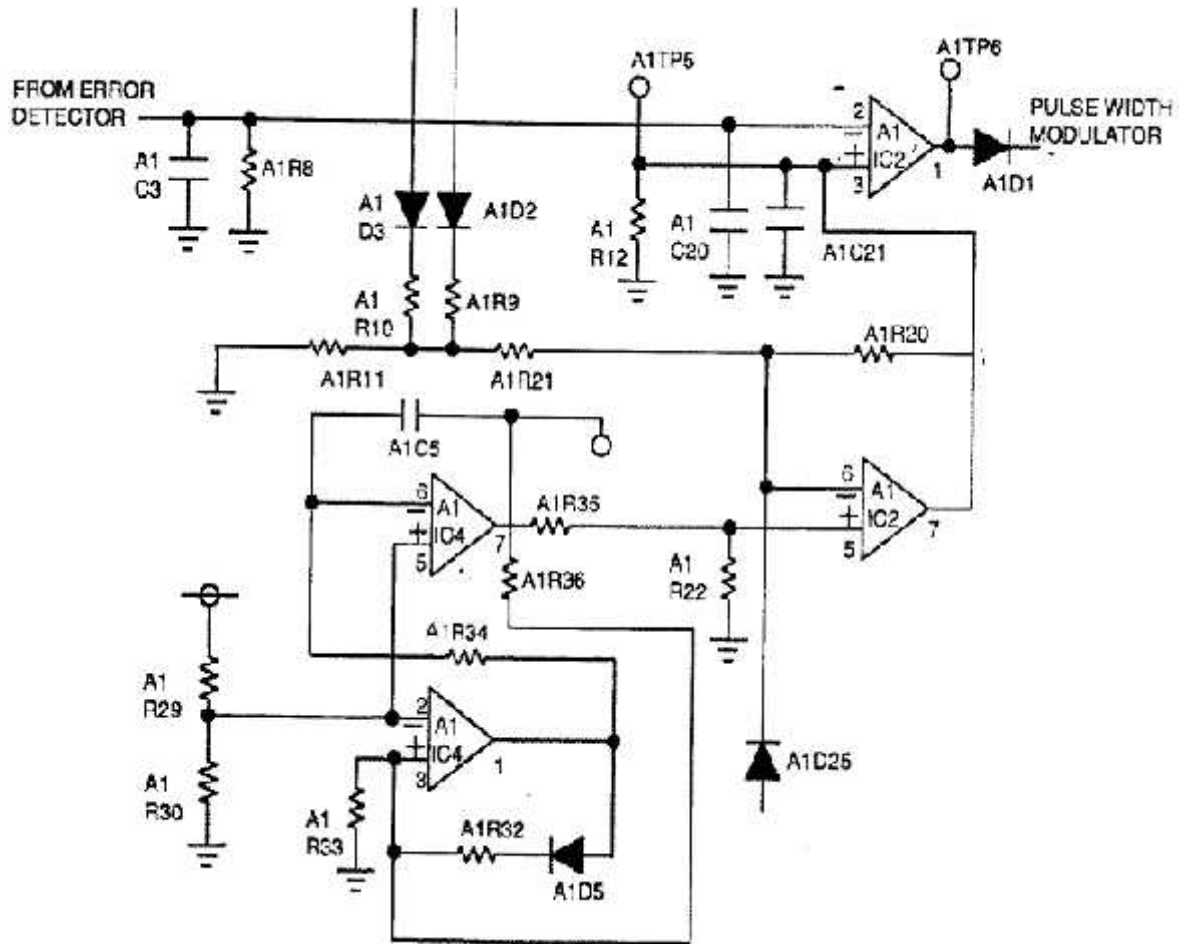 A1TP5
A1TP6
FROM ERROR
DETECTOR
PULSE WIDTH
MODULATOR
2
A1
IC2
3
1
A1D1
A1
C3
A1R8
A1
D3
A1D2
A1
R12
A1
C20
A1C21
A1
R10
A1R9
A1R11
A1R21
A1R20
A1C5
6
A1
IC4
5
7
A1R35
6
A1
IC2
5
7
A1R36
A1
R22
A1R34
A1
R29
2
A1
IC4
3
1
A1
R30
A1
R33
A1R32
A1D5
A1D25